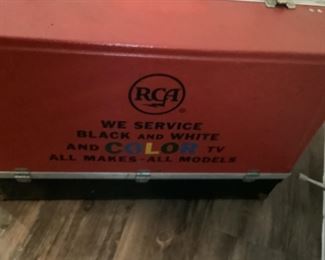 RCA
WE SERVICE
BLACK AND WHITE
AND COLOR TV
ALL MAKES-ALL MODELS